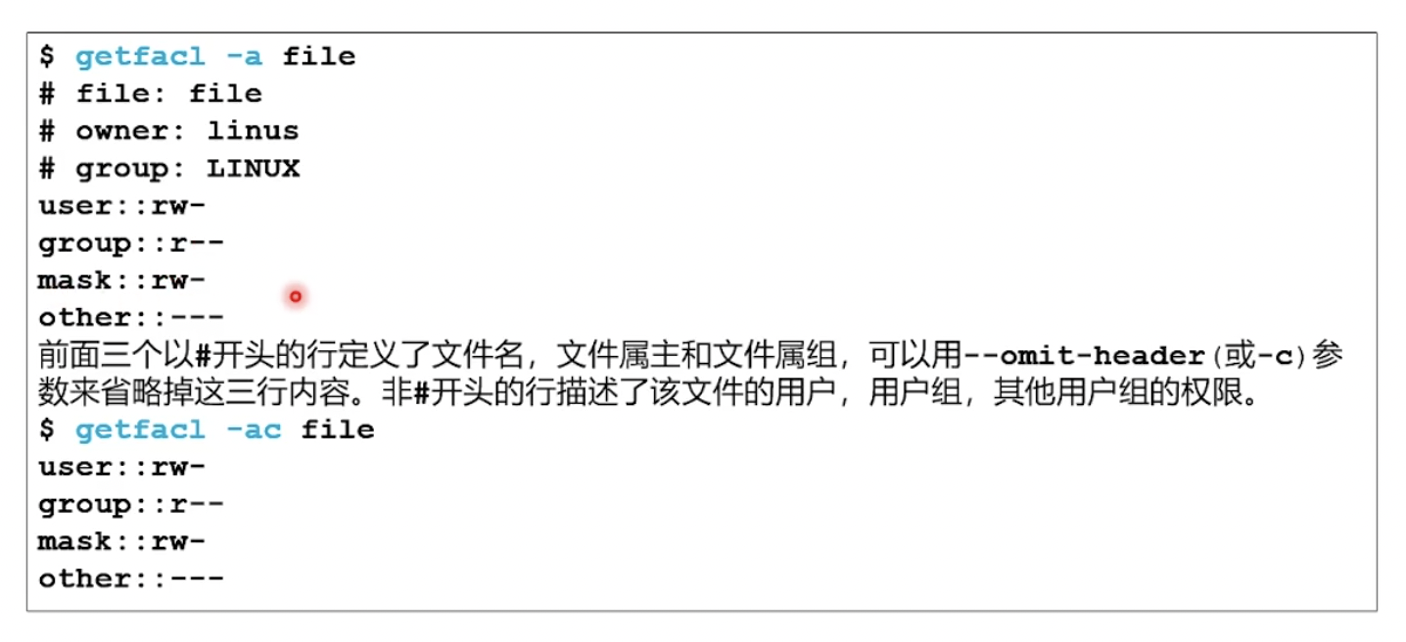 $ getfacl -a file
# file: file
# owner: linus
# group: LINUX
user::rw-
group::r--
mask::rw-
other::---
前面三个以#开头的行定义了文件名，文件属主和文件属组，可以用--omit-header(或-c)参
数来省略掉这三行内容。非#开头的行描述了该文件的用户，用户组，其他用户组的权限。
$ getfacl -ac file
user::rw-
group::r--
mask::rw-
other::---